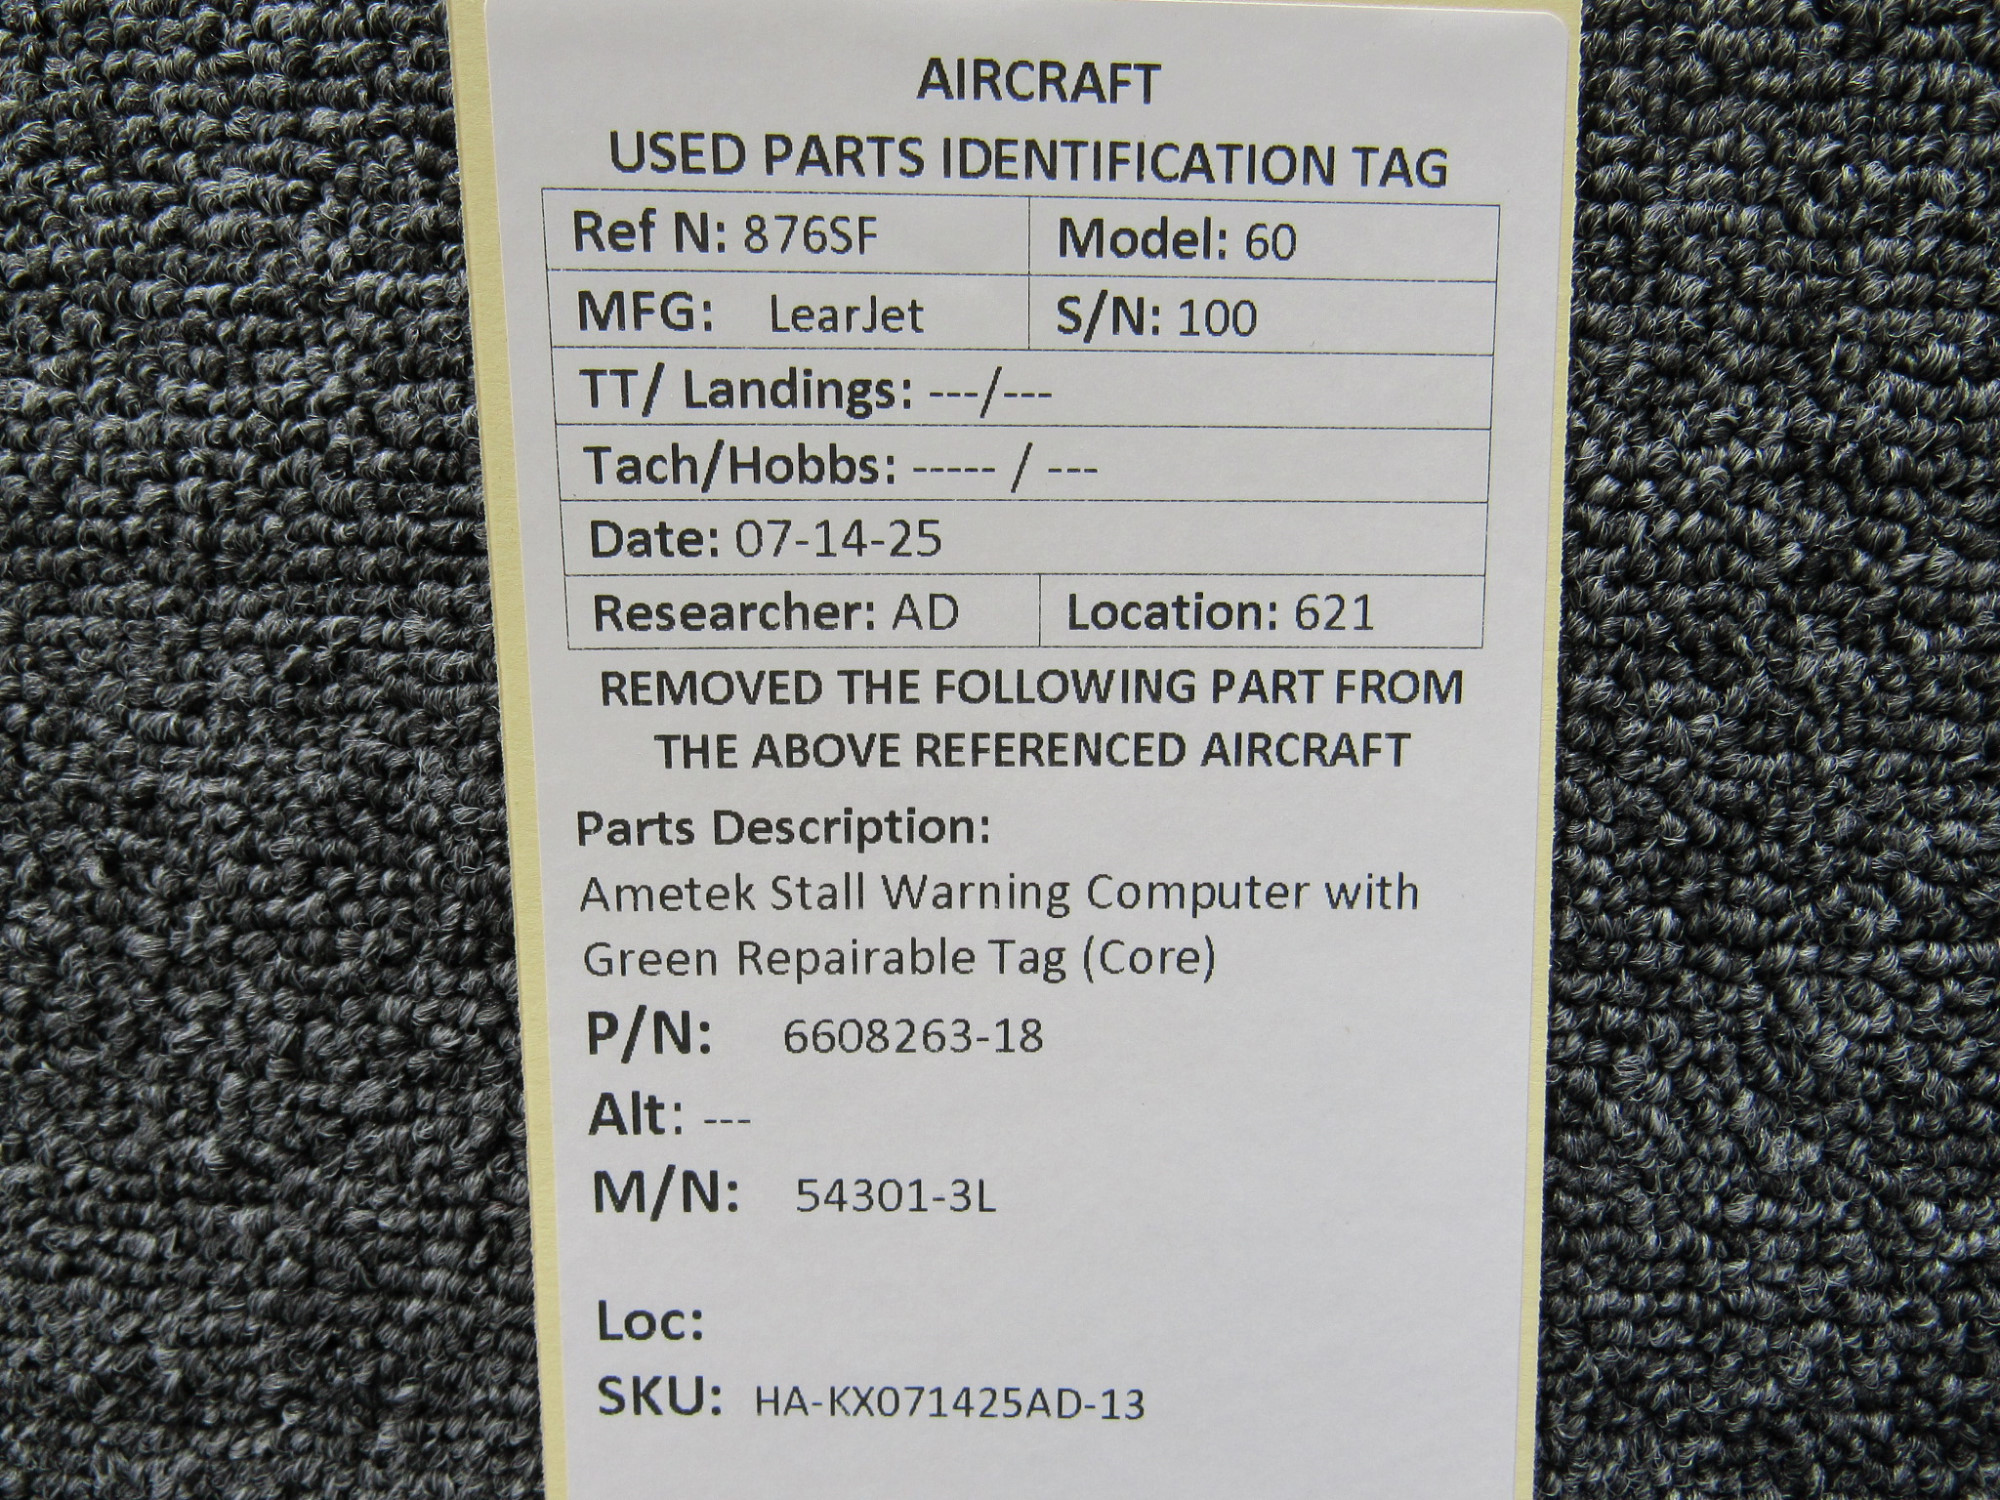 AIRCRAFT
USED PARTS IDENTIFICATION TAG
Ref N: 876SF Model: 60
MFG: LearJet S/N: 100
TT/ Landings: ---/---
Tach/Hobbs: ----- / ---
Date: 07-14-25
Researcher: AD Location: 621
REMOVED THE FOLLOWING PART FROM
THE ABOVE REFERENCED AIRCRAFT
Parts Description:
Ametek Stall Warning Computer with
Green Repairable Tag (Core)
P/N: 6608263-18
Alt: ---
M/N: 54301-3L
Loc:
SKU: HA-KX071425AD-13